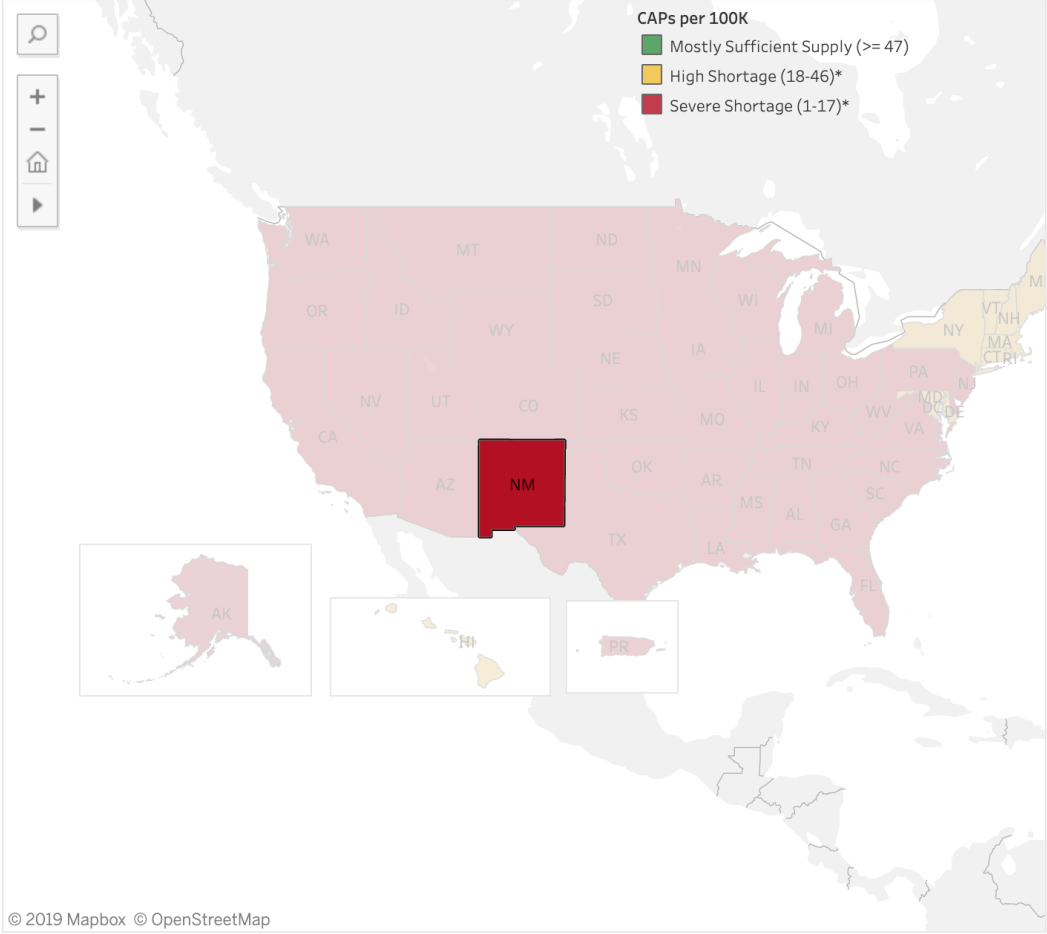 CAPs per 100K
Mostly Sufficient Supply (>= 47)
High Shortage (18-46)*
Severe Shortage (1-17)*
WA
MT
ND
MN
OR
ID
SD
WI
MI
WY
NE
IA
NY
VT
NH
M
MA
CT
RI
NV
UT
CO
KS
MO
IL
IN
OH
PA
NJ
MD
DC
DE
WV
VA
CA
KY
AZ
NM
OK
AR
TN
NC
SC
MS
AL
GA
TX
LA
FL
AK
HI
PR
© 2019 Mapbox © OpenStreetMap